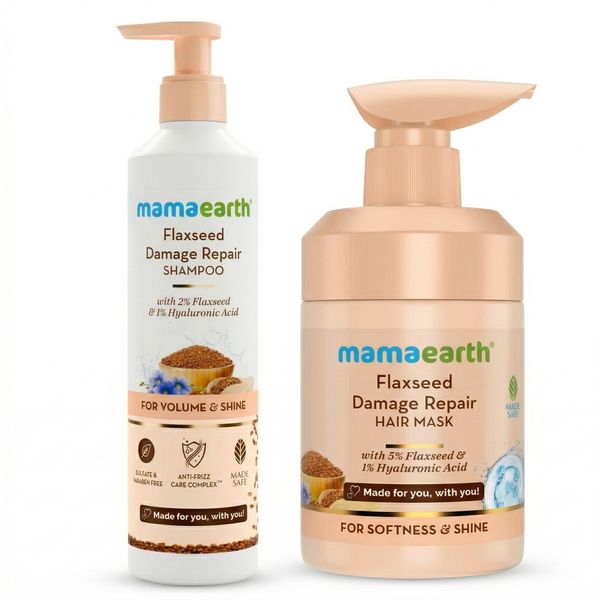 mamaearth®
Flaxseed
Damage Repair
SHAMPOO
with 2% Flaxseed
& 1% Hyaluronic Acid
FOR VOLUME & SHINE
SULFATE &
PARABEN FREE
ANTI-FRIZZ
CARE COMPLEX™
MADE
SAFE
Made for you, with you!
mamaearth®
Flaxseed
Damage Repair
HAIR MASK
MADE
SAFE
with 5% Flaxseed &
1% Hyaluronic Acid
Made for you, with you!
FOR SOFTNESS & SHINE